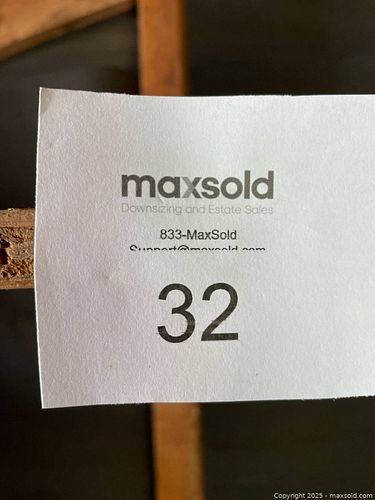 maxsold
Downsizing and Estate Sales
833-MaxSold
Support@maxsold.com
32
Copyright 2025 - maxsold.com